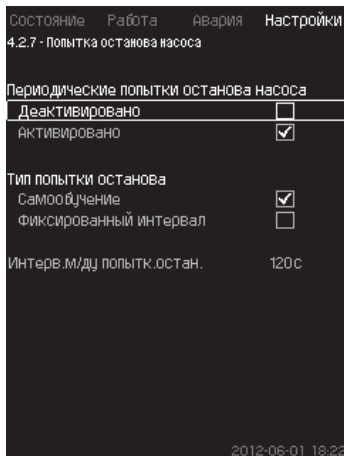 Состояние Работа Авария Настройки
4.2.7 - Попытка останова насоса
Периодические попытки останова насоса
Деактивировано
Активировано
Тип попытки останова
Самообучение
Фиксированный интервал
Интерв.м/ду попытк.остан. 120с
2012-06-01 18:22